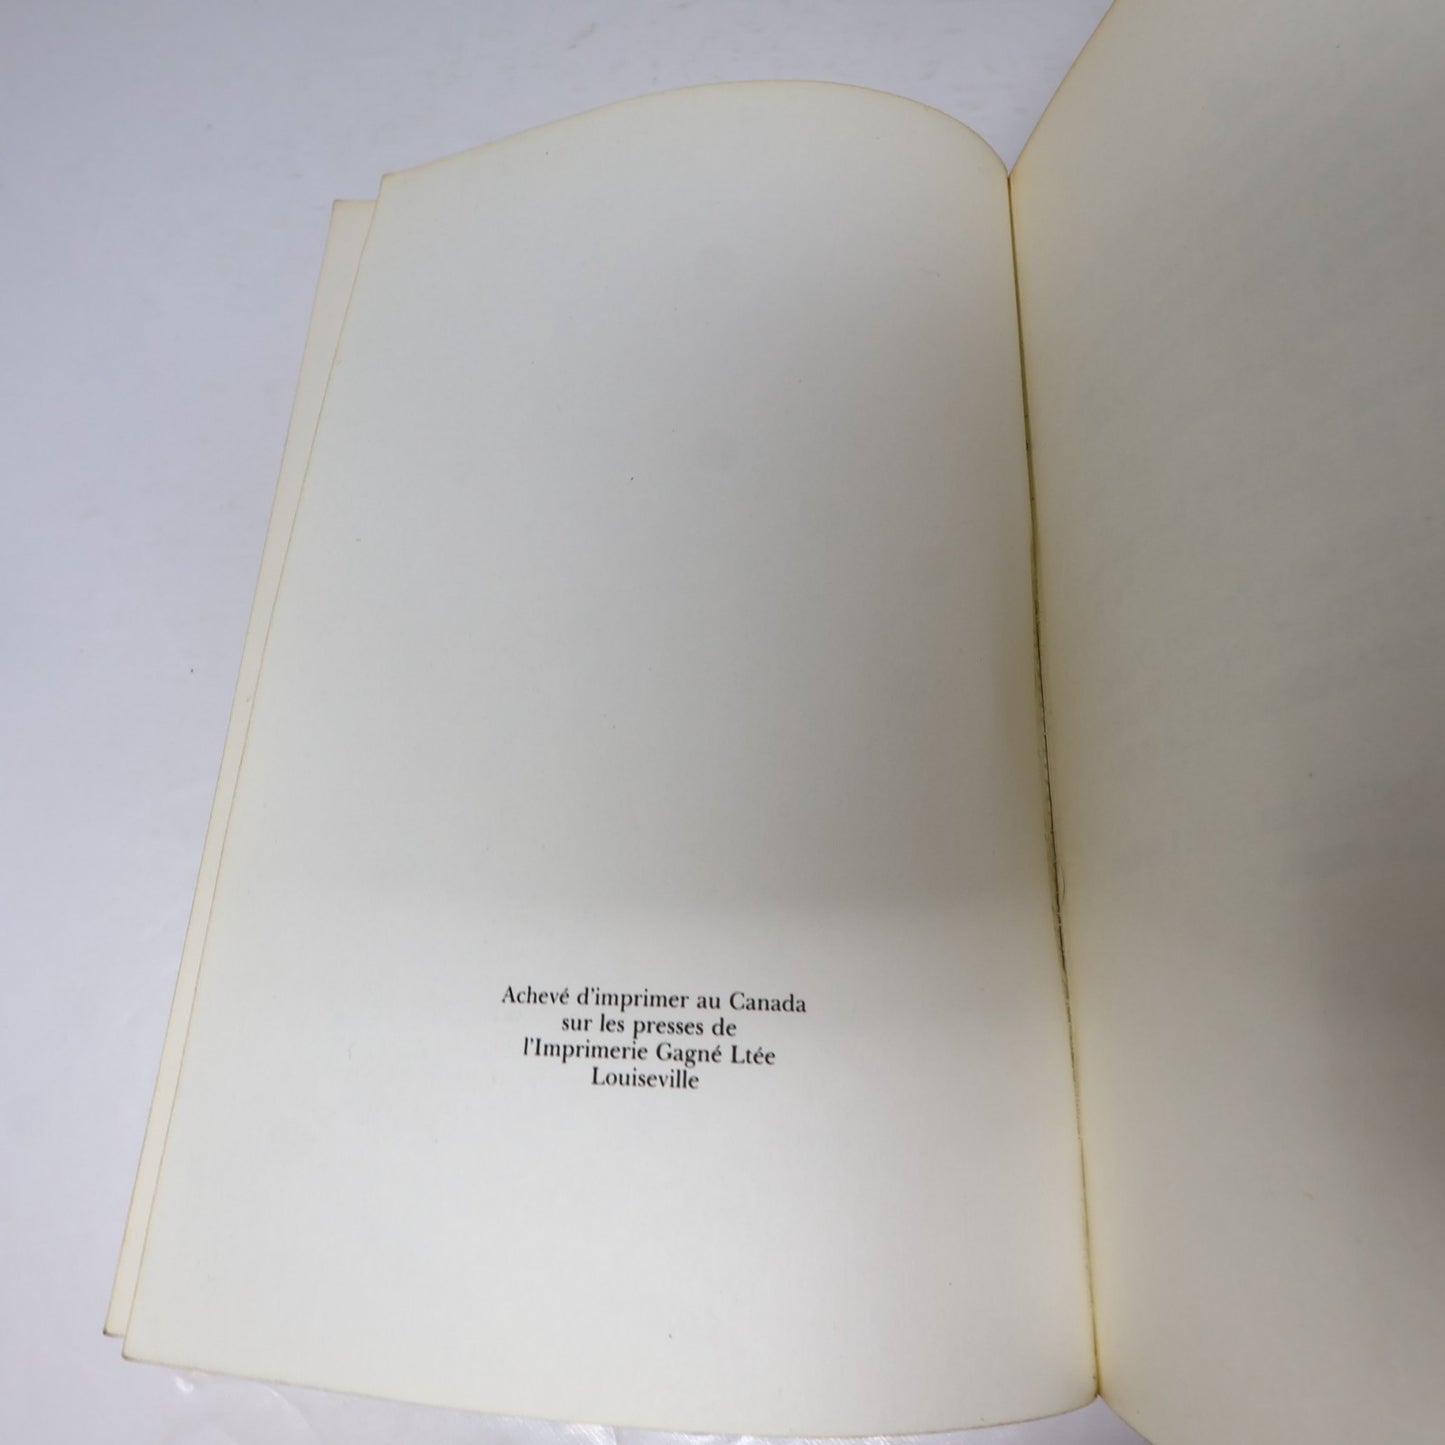 Achevé d'imprimer au Canada
sur les presses de
l'Imprimerie Gagné Ltée
Louiseville